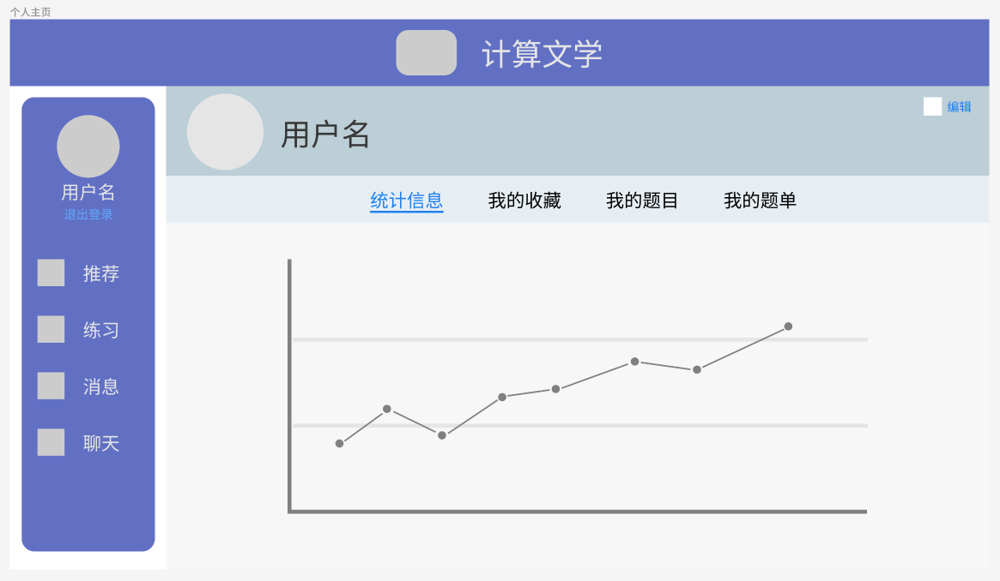 个人主页
计算文学
用户名
退出登录
推荐
练习
消息
聊天
用户名
编辑
统计信息 我的收藏 我的题目 我的题单